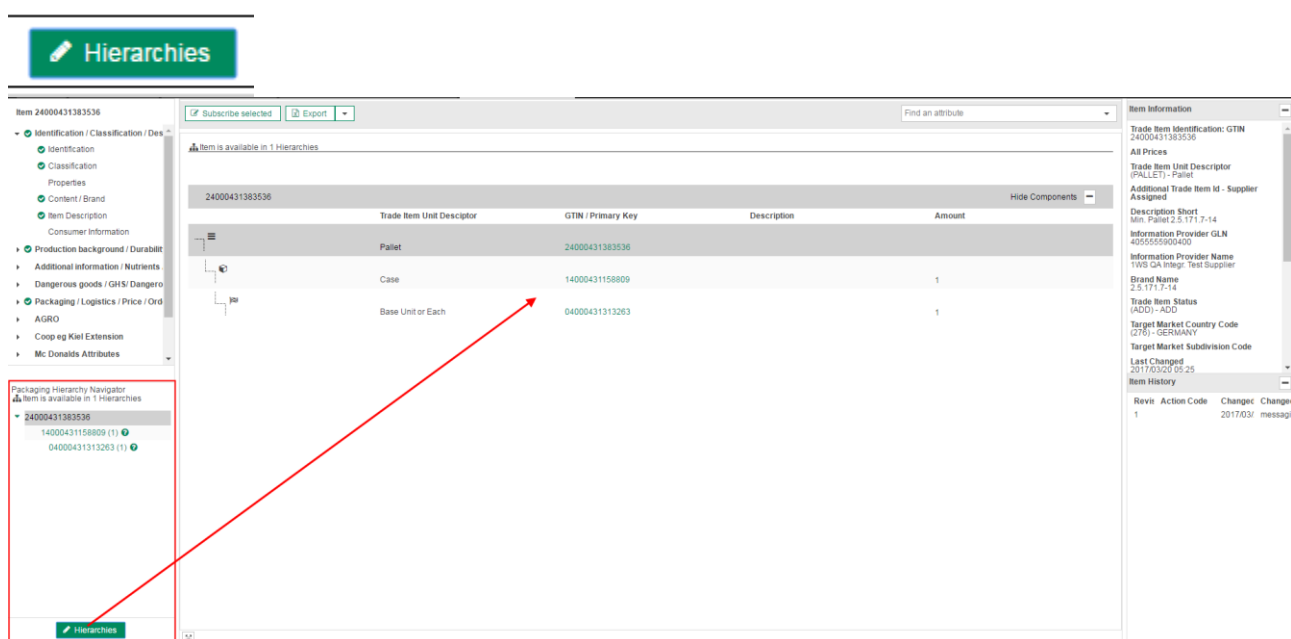 Hierarchies
Item 24000431383536
Identification / Classification / Des
Identification
Classification
Properties
Content / Brand
Item Description
Consumer Information
Production background / Durabilit
Additional information / Nutrients
Dangerous goods / GHS/ Dangero
Packaging / Logistics / Price / Ord
AGRO
Coop eg Kiel Extension
Mc Donalds Attributes
Packaging Hierarchy Navigator
Item is available in 1 Hierarchies
24000431383536
14000431158809 (1)
04000431313263 (1)
Hierarchies
Subscribe selected Export Find an attribute
Item is available in 1 Hierarchies
24000431383536 Hide Components
Trade Item Unit Desciptor GTIN / Primary Key Description Amount
Pallet 24000431383536
Case 14000431158809 1
Base Unit or Each 04000431313263 1
Item Information
Trade Item Identification: GTIN
24000431383536
All Prices
Trade Item Unit Descriptor
(PALLET) - Pallet
Additional Trade Item Id - Supplier
Assigned
Description Short
Min. Pallet 2.5.171.7-14
Information Provider GLN
4055555900400
Information Provider Name
1WS QA Integr. Test Supplier
Brand Name
2.5.171.7-14
Trade Item Status
(ADD) - ADD
Target Market Country Code
(276) - GERMANY
Target Market Subdivision Code
Last Changed
2017/03/20 05:25
Item History
Revis Action Code Changed Change
1 2017/03/ messagi